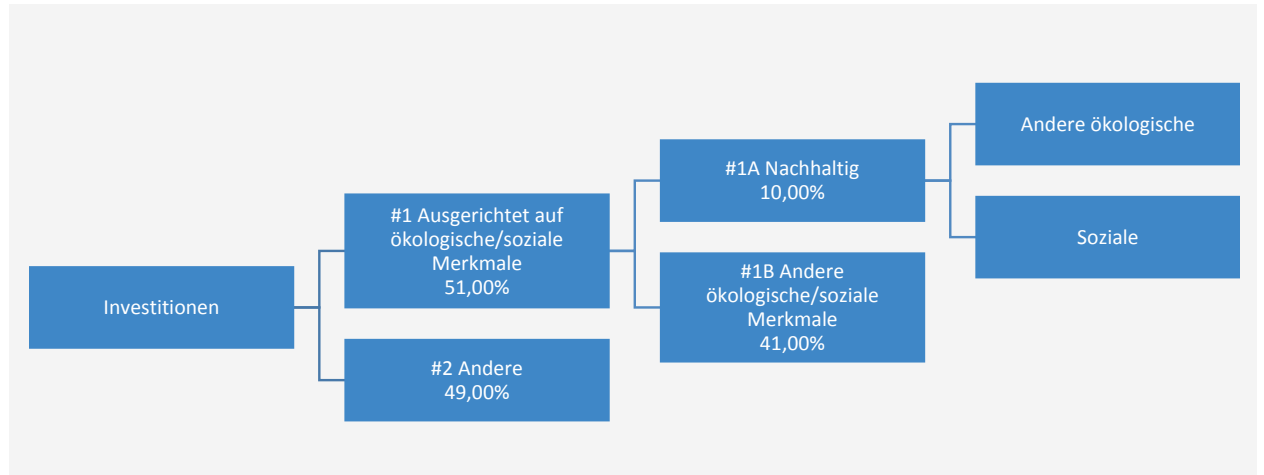 Investitionen
#1 Ausgerichtet auf
ökologische/soziale
Merkmale
51,00%
#2 Andere
49,00%
#1A Nachhaltig
10,00%
#1B Andere
ökologische/soziale
Merkmale
41,00%
Andere ökologische
Soziale